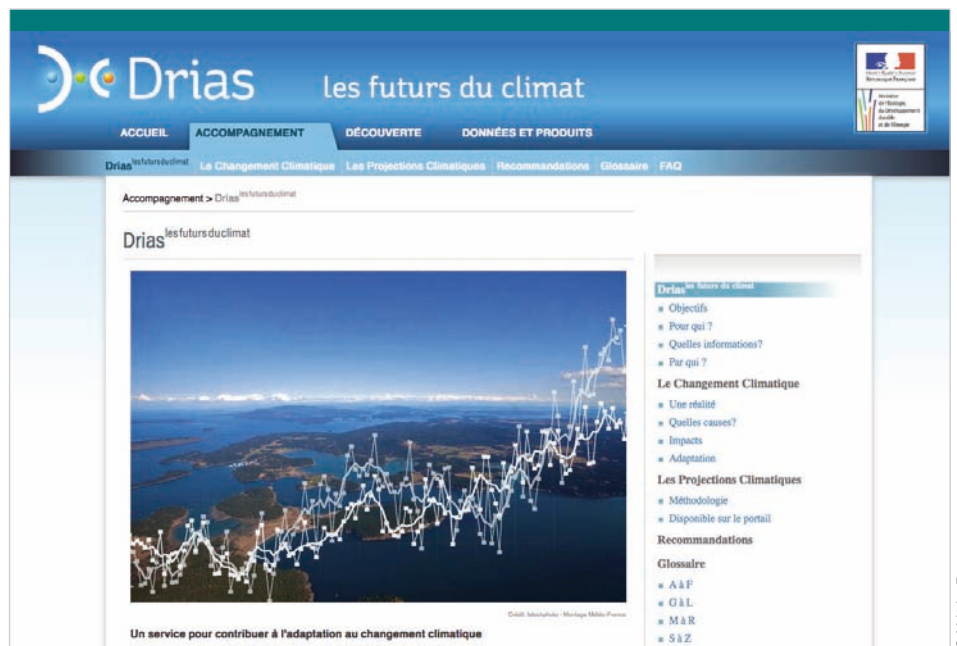 Drias les futurs du climat
ACCUEIL ACCOMPAGNEMENT DÉCOUVERTE DONNÉES ET PRODUITS
Drias les futurs du climat Le Changement Climatique Les Projections Climatiques Recommandations Glossaire FAQ
Accompagnement > Drias les futurs du climat
Drias les futurs du climat
Drias les futurs du climat
Objectifs
Pour qui ?
Quelles informations?
Par qui ?
Le Changement Climatique
Une réalité
Quelles causes?
Impacts
Adaptation
Les Projections Climatiques
Méthodologie
Disponible sur le portail
Recommandations
Glossaire
A à F
G à L
M à R
S à Z
Un service pour contribuer à l'adaptation au changement climatique